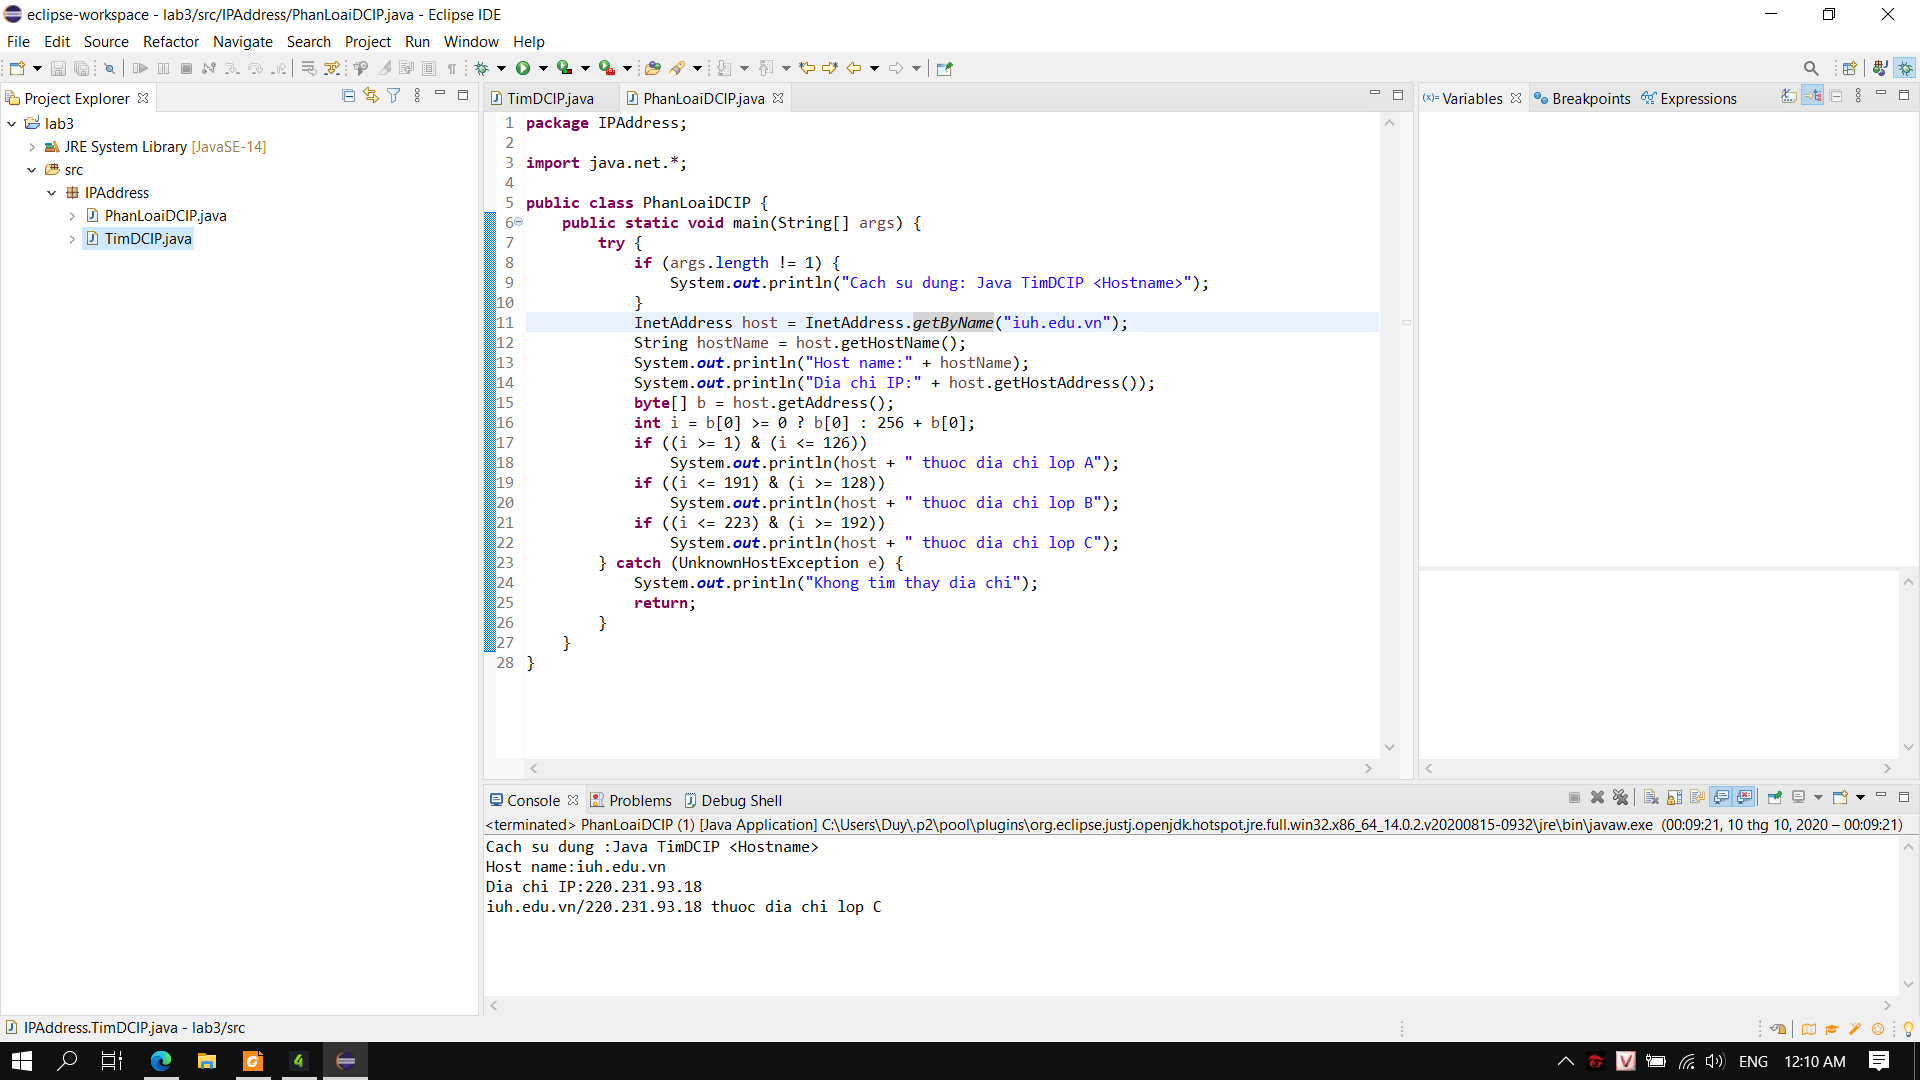 eclipse-workspace - lab3/src/IPAddress/PhanLoaiDCIP.java - Eclipse IDE
File Edit Source Refactor Navigate Search Project Run Window Help
Project Explorer
lab3
JRE System Library [JavaSE-14]
src
IPAddress
PhanLoaiDCIP.java
TimDCIP.java
TimDCIP.java PhanLoaiDCIP.java
1 package IPAddress;
2
3 import java.net.*;
4
5 public class PhanLoaiDCIP {
6 public static void main(String[] args) {
7 try {
8 if (args.length != 1) {
9 System.out.println("Cach su dung: Java TimDCIP <Hostname>");
10 }
11 InetAddress host = InetAddress.getByName("iuh.edu.vn");
12 String hostName = host.getHostName();
13 System.out.println("Host name:" + hostName);
14 System.out.println("Dia chi IP:" + host.getHostAddress());
15 byte[] b = host.getAddress();
16 int i = b[0] >= 0 ? b[0] : 256 + b[0];
17 if ((i >= 1) & (i <= 126))
18 System.out.println(host + " thuoc dia chi lop A");
19 if ((i <= 191) & (i >= 128))
20 System.out.println(host + " thuoc dia chi lop B");
21 if ((i <= 223) & (i >= 192))
22 System.out.println(host + " thuoc dia chi lop C");
23 } catch (UnknownHostException e) {
24 System.out.println("Khong tim thay dia chi");
25 return;
26 }
27 }
28 }
(x)= Variables Breakpoints Expressions
Console Problems Debug Shell
<terminated> PhanLoaiDCIP (1) [Java Application] C:\Users\Duy\.p2\pool\plugins\org.eclipse.justj.openjdk.hotspot.jre.full.win32.x86_64_14.0.2.v20200815-0932\jre\bin\javaw.exe (00:09:21, 10 thg 10, 2020 – 00:09:21)
Cach su dung :Java TimDCIP <Hostname>
Host name:iuh.edu.vn
Dia chi IP:220.231.93.18
iuh.edu.vn/220.231.93.18 thuoc dia chi lop C
IPAddress.TimDCIP.java - lab3/src
4 V ENG 12:10 AM